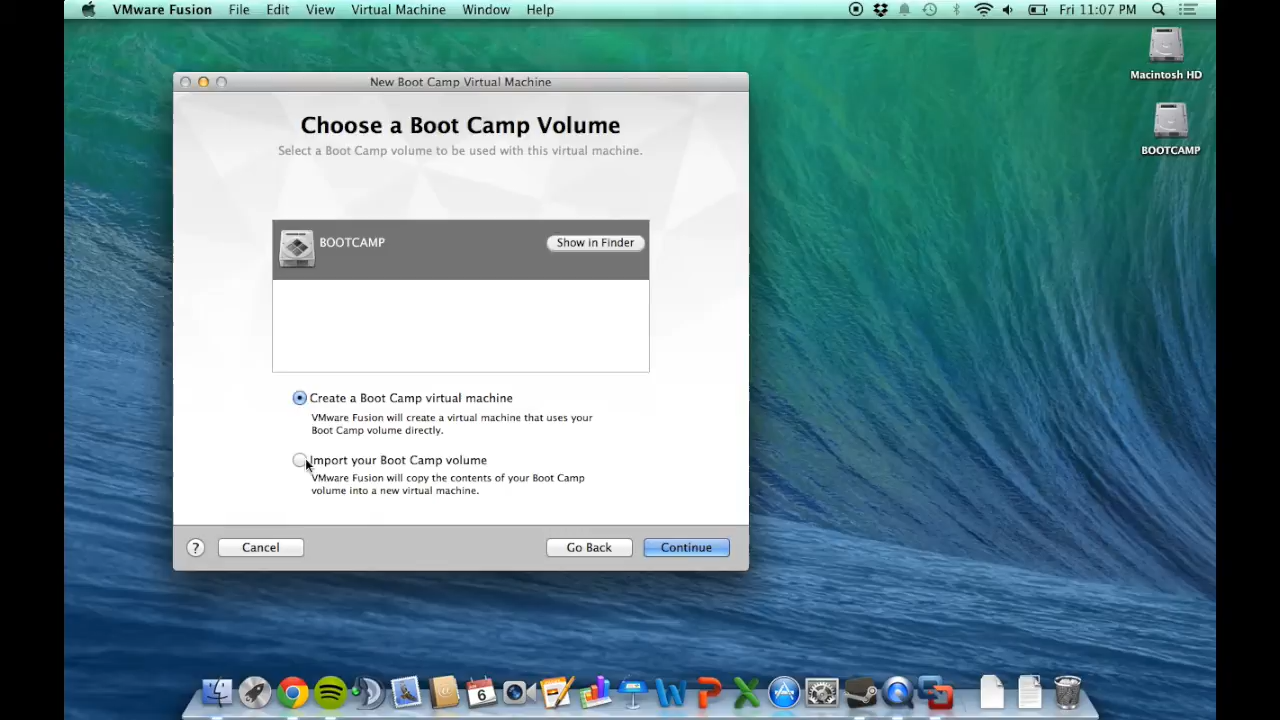 VMware Fusion File Edit View Virtual Machine Window Help Fri 11:07 PM
Macintosh HD
BOOTCAMP
New Boot Camp Virtual Machine
Choose a Boot Camp Volume
Select a Boot Camp volume to be used with this virtual machine.
BOOTCAMP Show in Finder
Create a Boot Camp virtual machine
VMware Fusion will create a virtual machine that uses your
Boot Camp volume directly.
Import your Boot Camp volume
VMware Fusion will copy the contents of your Boot Camp
volume into a new virtual machine.
? Cancel Go Back Continue
6